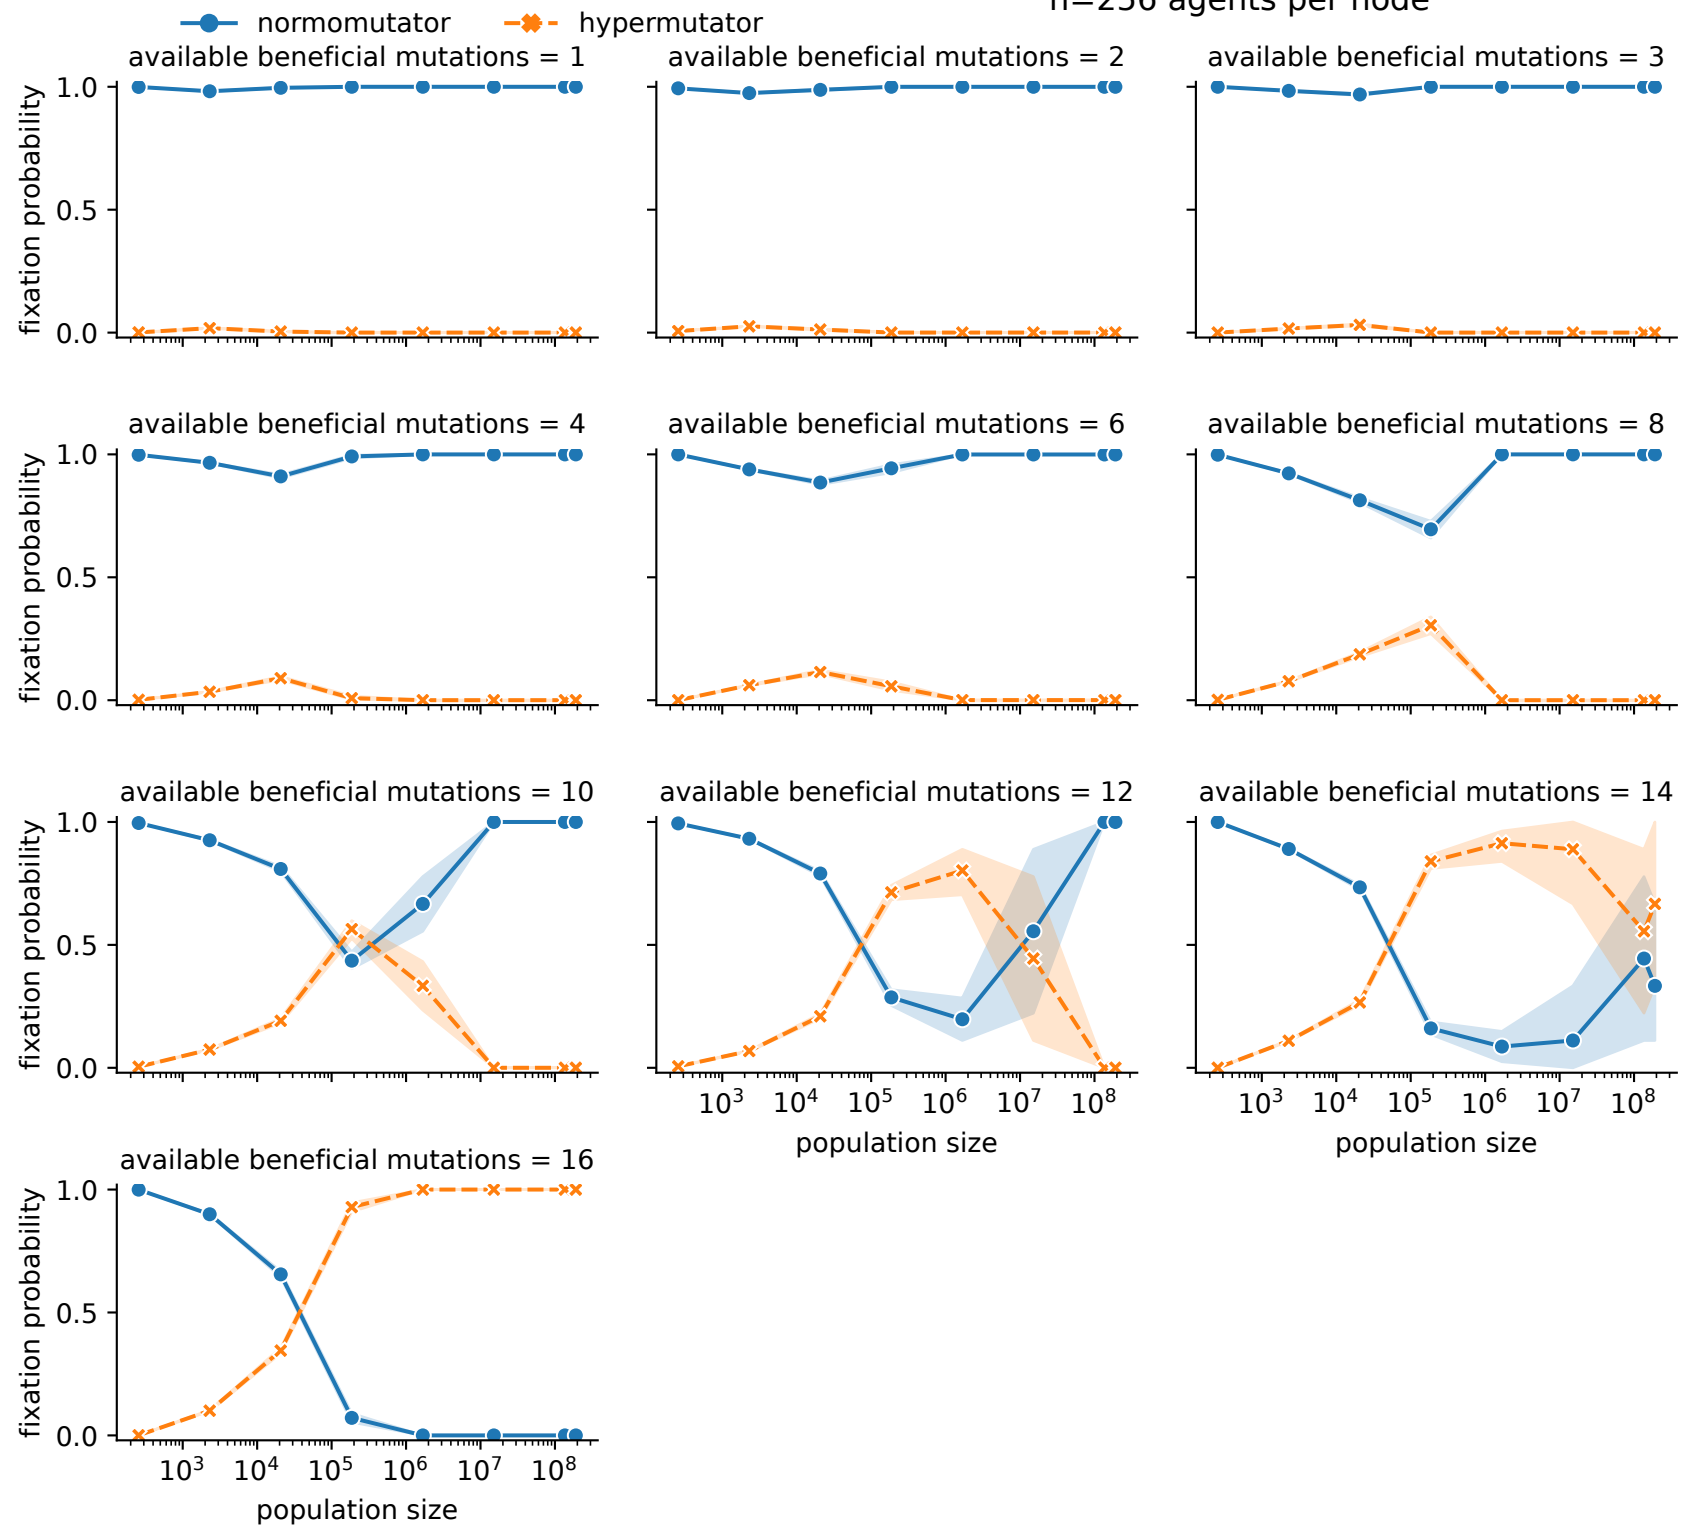 n=256 agents per node
normomutator hypermutator
available beneficial mutations = 1
available beneficial mutations = 2
available beneficial mutations = 3
fixation probability
1.0
0.5
0.0
available beneficial mutations = 4
available beneficial mutations = 6
available beneficial mutations = 8
fixation probability
1.0
0.5
0.0
available beneficial mutations = 10
available beneficial mutations = 12
available beneficial mutations = 14
fixation probability
1.0
0.5
0.0
10³ 10⁴ 10⁵ 10⁶ 10⁷ 10⁸
population size
10³ 10⁴ 10⁵ 10⁶ 10⁷ 10⁸
population size
available beneficial mutations = 16
fixation probability
1.0
0.5
0.0
10³ 10⁴ 10⁵ 10⁶ 10⁷ 10⁸
population size